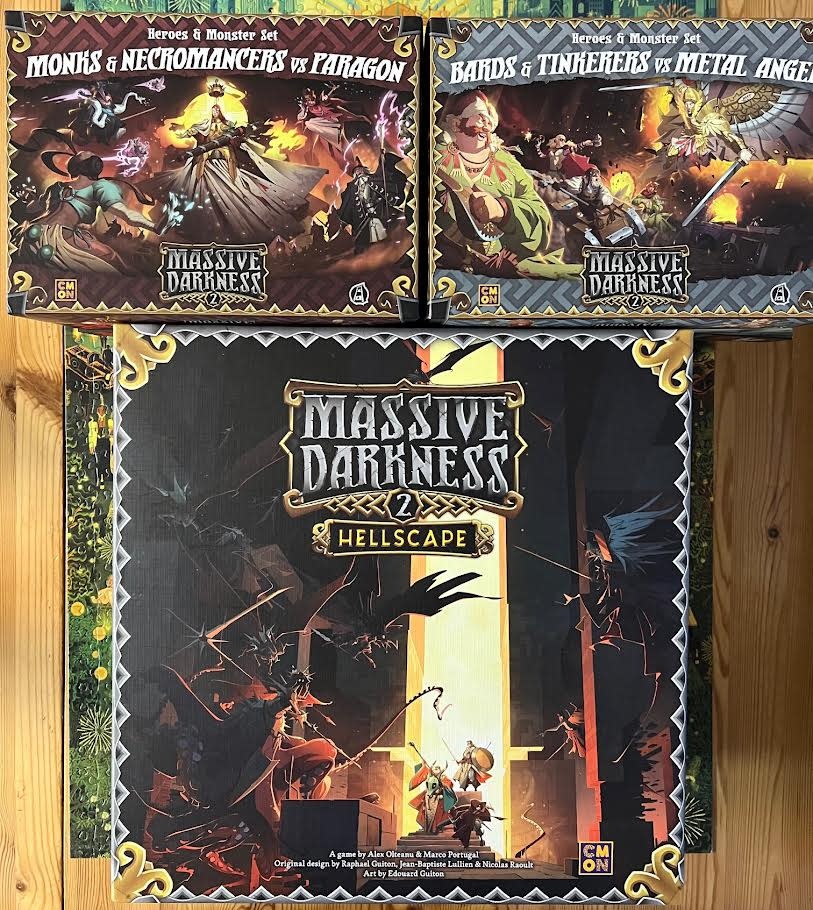 Heroes & Monster Set
MONKS & NECROMANCERS VS PARAGON
MASSIVE
DARKNESS
2
CMON
Heroes & Monster Set
BARDS & TINKERERS VS METAL ANGE
MASSIVE
DARKNESS
2
CMON
MASSIVE
DARKNESS
2
HELLSCAPE
A game by Alex Olteanu & Marco Portugal
Original design by Raphael Guiton, Jean-Baptiste Lullien & Nicolas Raoult
Art by Edouard Guiton
CMON